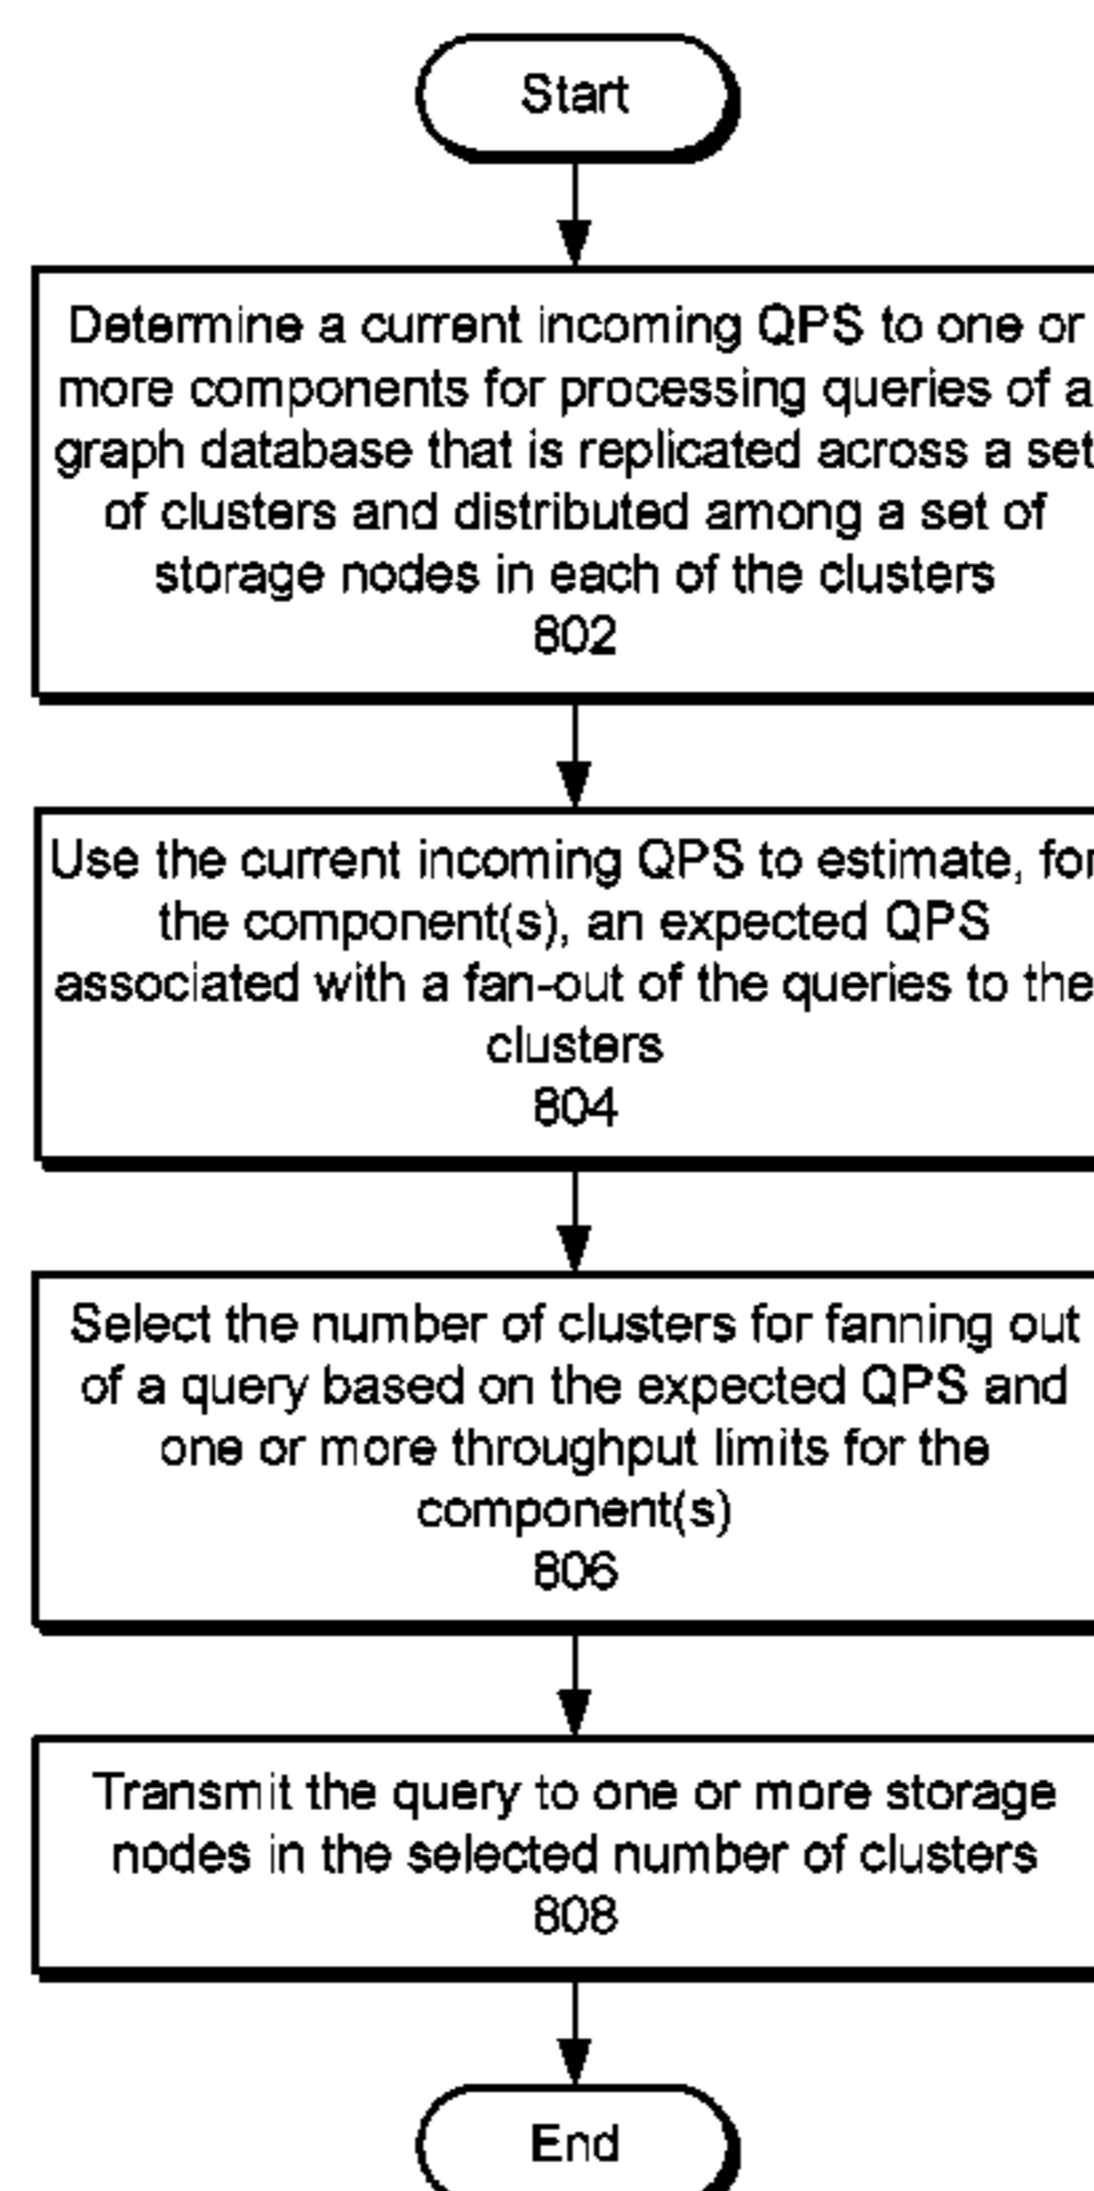 Start
Determine a current incoming QPS to one or
more components for processing queries of a
graph database that is replicated across a set
of clusters and distributed among a set of
storage nodes in each of the clusters
802
Use the current incoming QPS to estimate, for
the component(s), an expected QPS
associated with a fan-out of the queries to the
clusters
804
Select the number of clusters for fanning out
of a query based on the expected QPS and
one or more throughput limits for the
component(s)
806
Transmit the query to one or more storage
nodes in the selected number of clusters
808
End